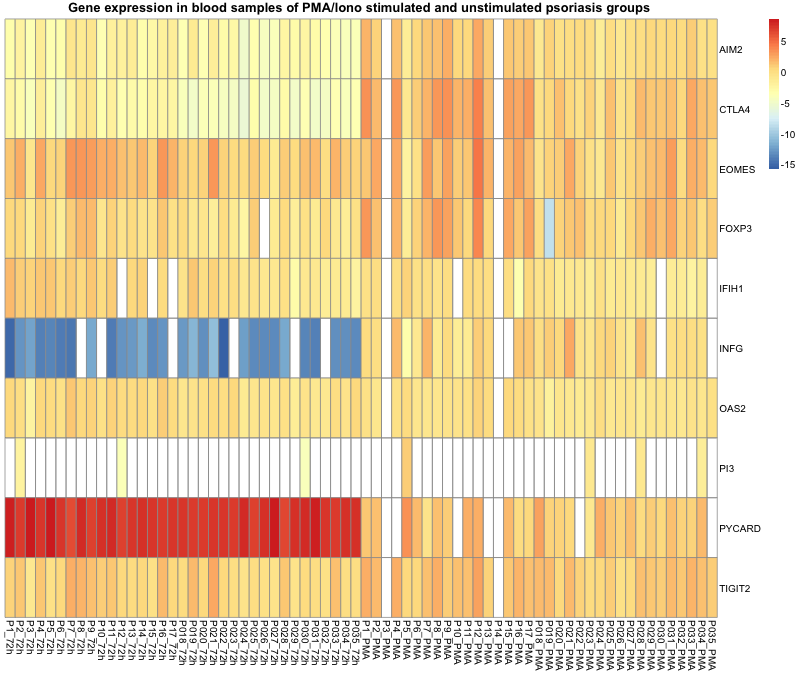 Gene expression in blood samples of PMA/Iono stimulated and unstimulated psoriasis groups
5
0
-5
-10
-15
AIM2
CTLA4
EOMES
FOXP3
IFIH1
INFG
OAS2
PI3
PYCARD
TIGIT2
P1_72h
P2_72h
P3_72h
P4_72h
P5_72h
P6_72h
P7_72h
P8_72h
P9_72h
P10_72h
P11_72h
P12_72h
P13_72h
P14_72h
P15_72h
P16_72h
P17_72h
P018_72h
P019_72h
P020_72h
P021_72h
P022_72h
P023_72h
P024_72h
P025_72h
P026_72h
P027_72h
P028_72h
P029_72h
P030_72h
P031_72h
P032_72h
P033_72h
P034_72h
P035_72h
P1_PMA
P2_PMA
P3_PMA
P4_PMA
P5_PMA
P6_PMA
P7_PMA
P8_PMA
P9_PMA
P10_PMA
P11_PMA
P12_PMA
P13_PMA
P14_PMA
P15_PMA
P16_PMA
P17_PMA
P018_PMA
P019_PMA
P020_PMA
P021_PMA
P022_PMA
P023_PMA
P024_PMA
P025_PMA
P026_PMA
P027_PMA
P028_PMA
P029_PMA
P030_PMA
P031_PMA
P032_PMA
P033_PMA
P034_PMA
P035_PMA